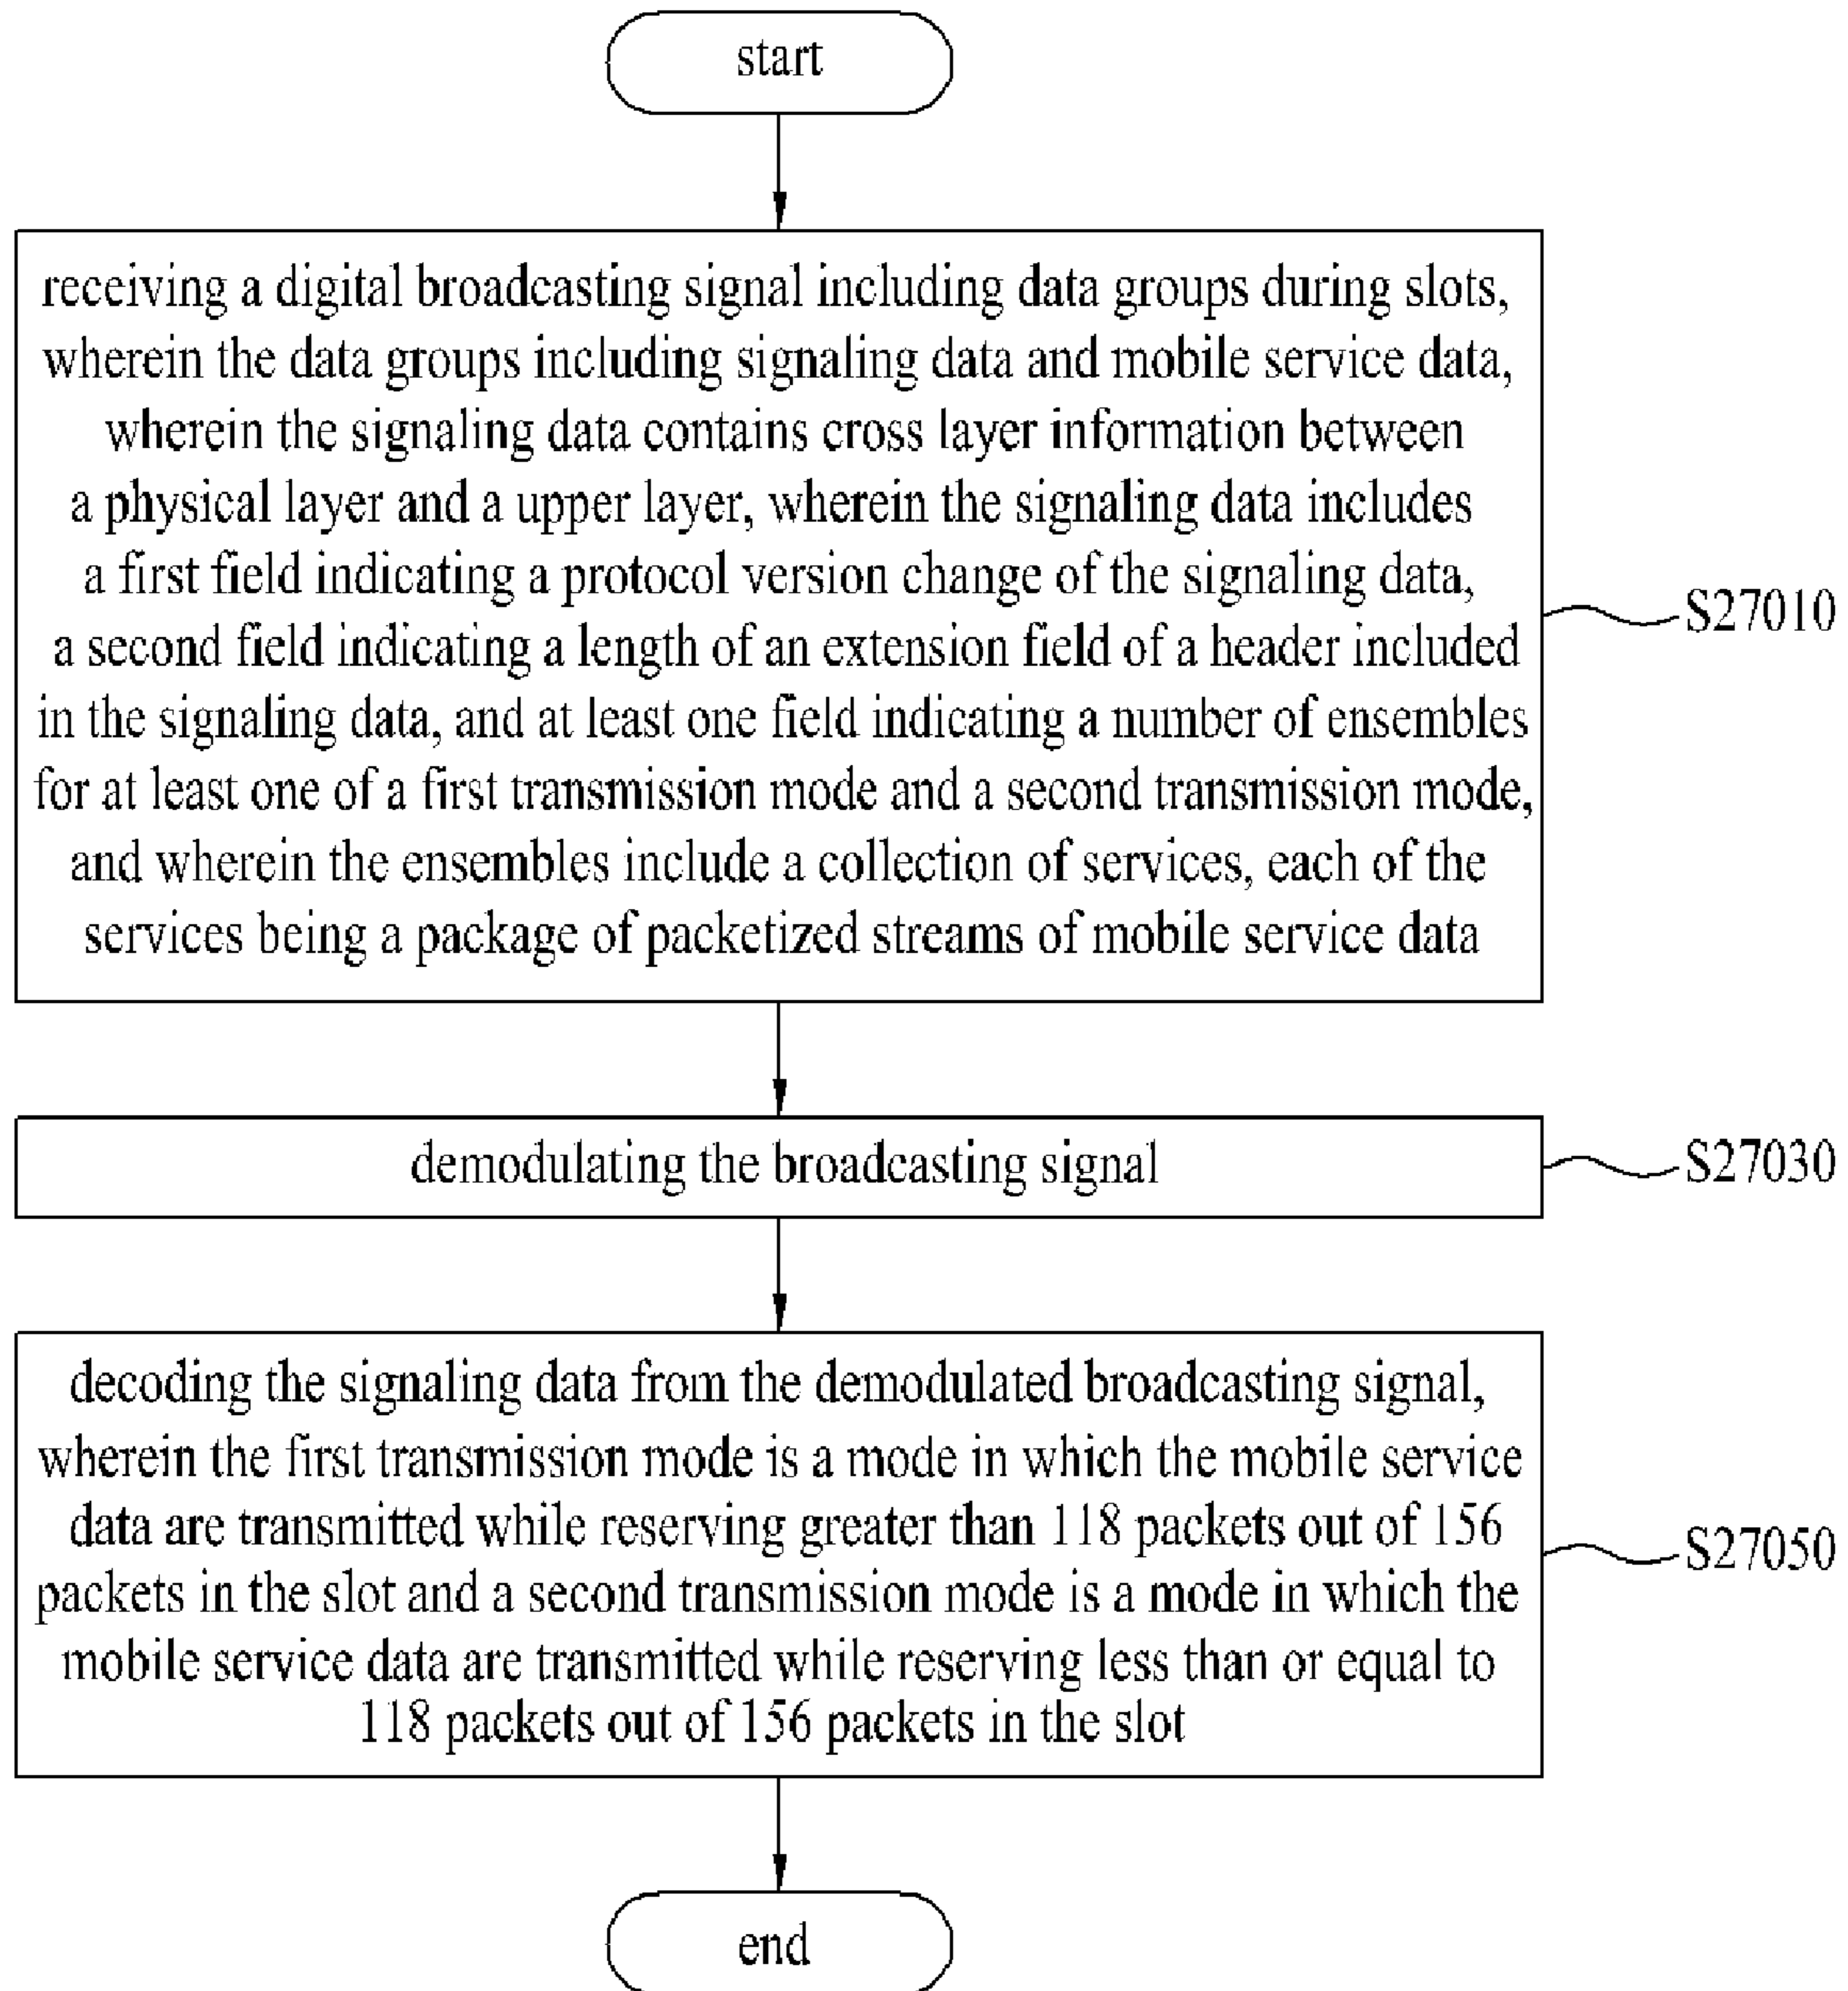 start
receiving a digital broadcasting signal including data groups during slots,
wherein the data groups including signaling data and mobile service data,
wherein the signaling data contains cross layer information between
a physical layer and a upper layer, wherein the signaling data includes
a first field indicating a protocol version change of the signaling data,
a second field indicating a length of an extension field of a header included
in the signaling data, and at least one field indicating a number of ensembles
for at least one of a first transmission mode and a second transmission mode,
and wherein the ensembles include a collection of services, each of the
services being a package of packetized streams of mobile service data
S27010
demodulating the broadcasting signal
S27030
decoding the signaling data from the demodulated broadcasting signal,
wherein the first transmission mode is a mode in which the mobile service
data are transmitted while reserving greater than 118 packets out of 156
packets in the slot and a second transmission mode is a mode in which the
mobile service data are transmitted while reserving less than or equal to
118 packets out of 156 packets in the slot
S27050
end